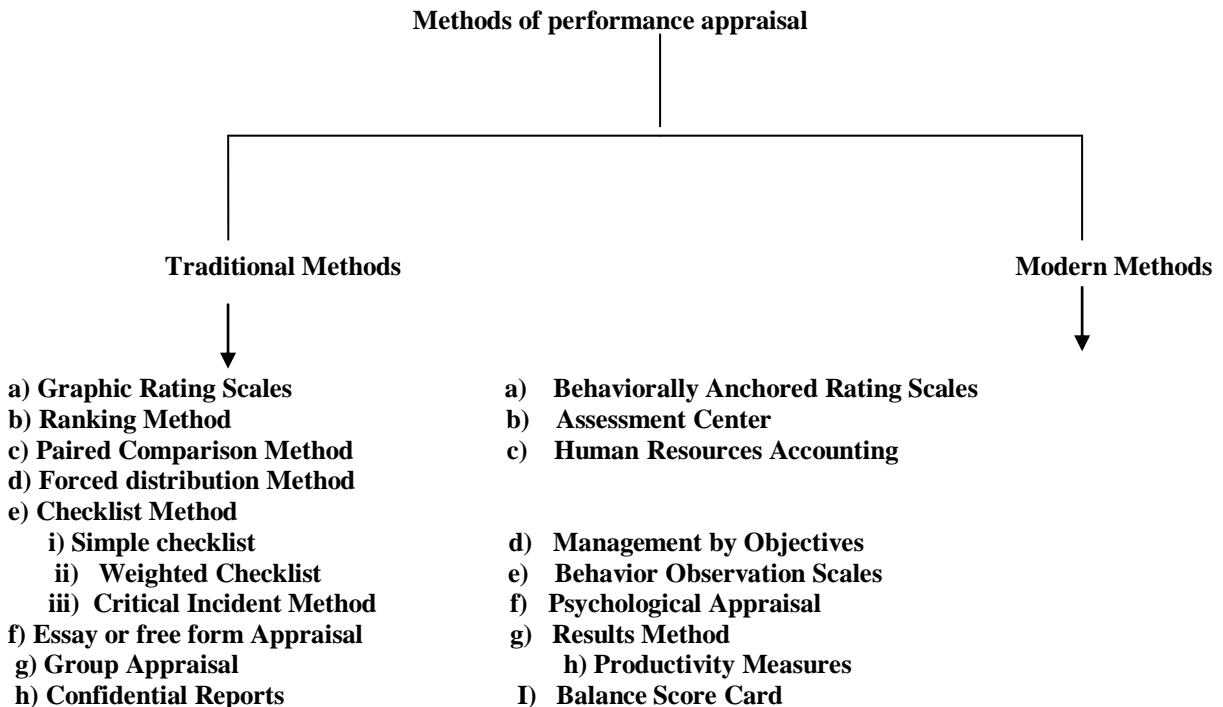 Methods of performance appraisal
Traditional Methods
Modern Methods
a) Graphic Rating Scales
b) Ranking Method
c) Paired Comparison Method
d) Forced distribution Method
e) Checklist Method
i) Simple checklist
ii) Weighted Checklist
iii) Critical Incident Method
f) Essay or free form Appraisal
g) Group Appraisal
h) Confidential Reports
a) Behaviorally Anchored Rating Scales
b) Assessment Center
c) Human Resources Accounting
d) Management by Objectives
e) Behavior Observation Scales
f) Psychological Appraisal
g) Results Method
h) Productivity Measures
I) Balance Score Card